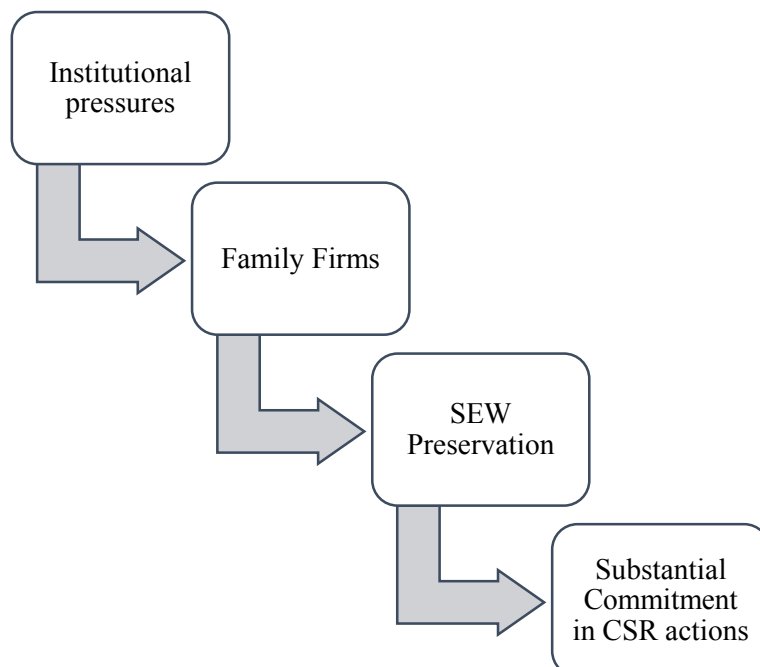 Institutional
pressures
Family Firms
SEW
Preservation
Substantial
Commitment
in CSR actions